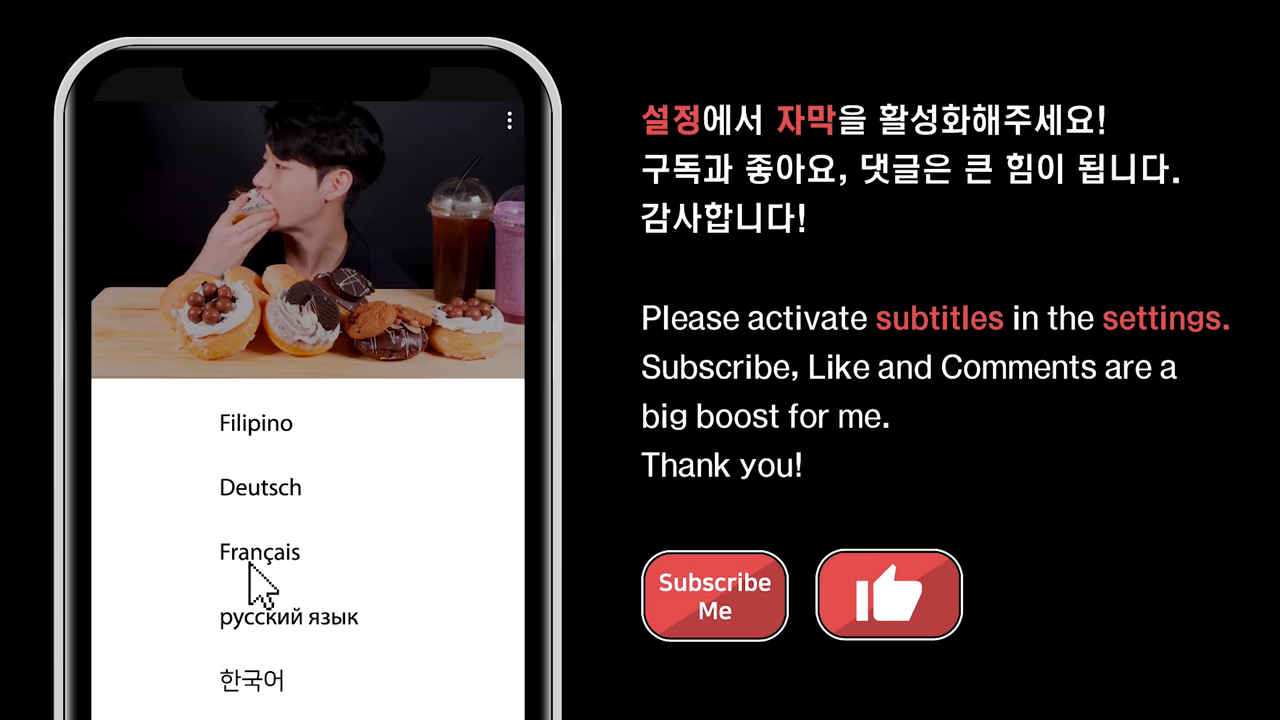 설정에서 자막을 활성화해주세요!
구독과 좋아요, 댓글은 큰 힘이 됩니다.
감사합니다!
Please activate subtitles in the settings.
Subscribe, Like and Comments are a
big boost for me.
Thank you!
Subscribe
Me
Filipino
Deutsch
Français
русский язык
한국어